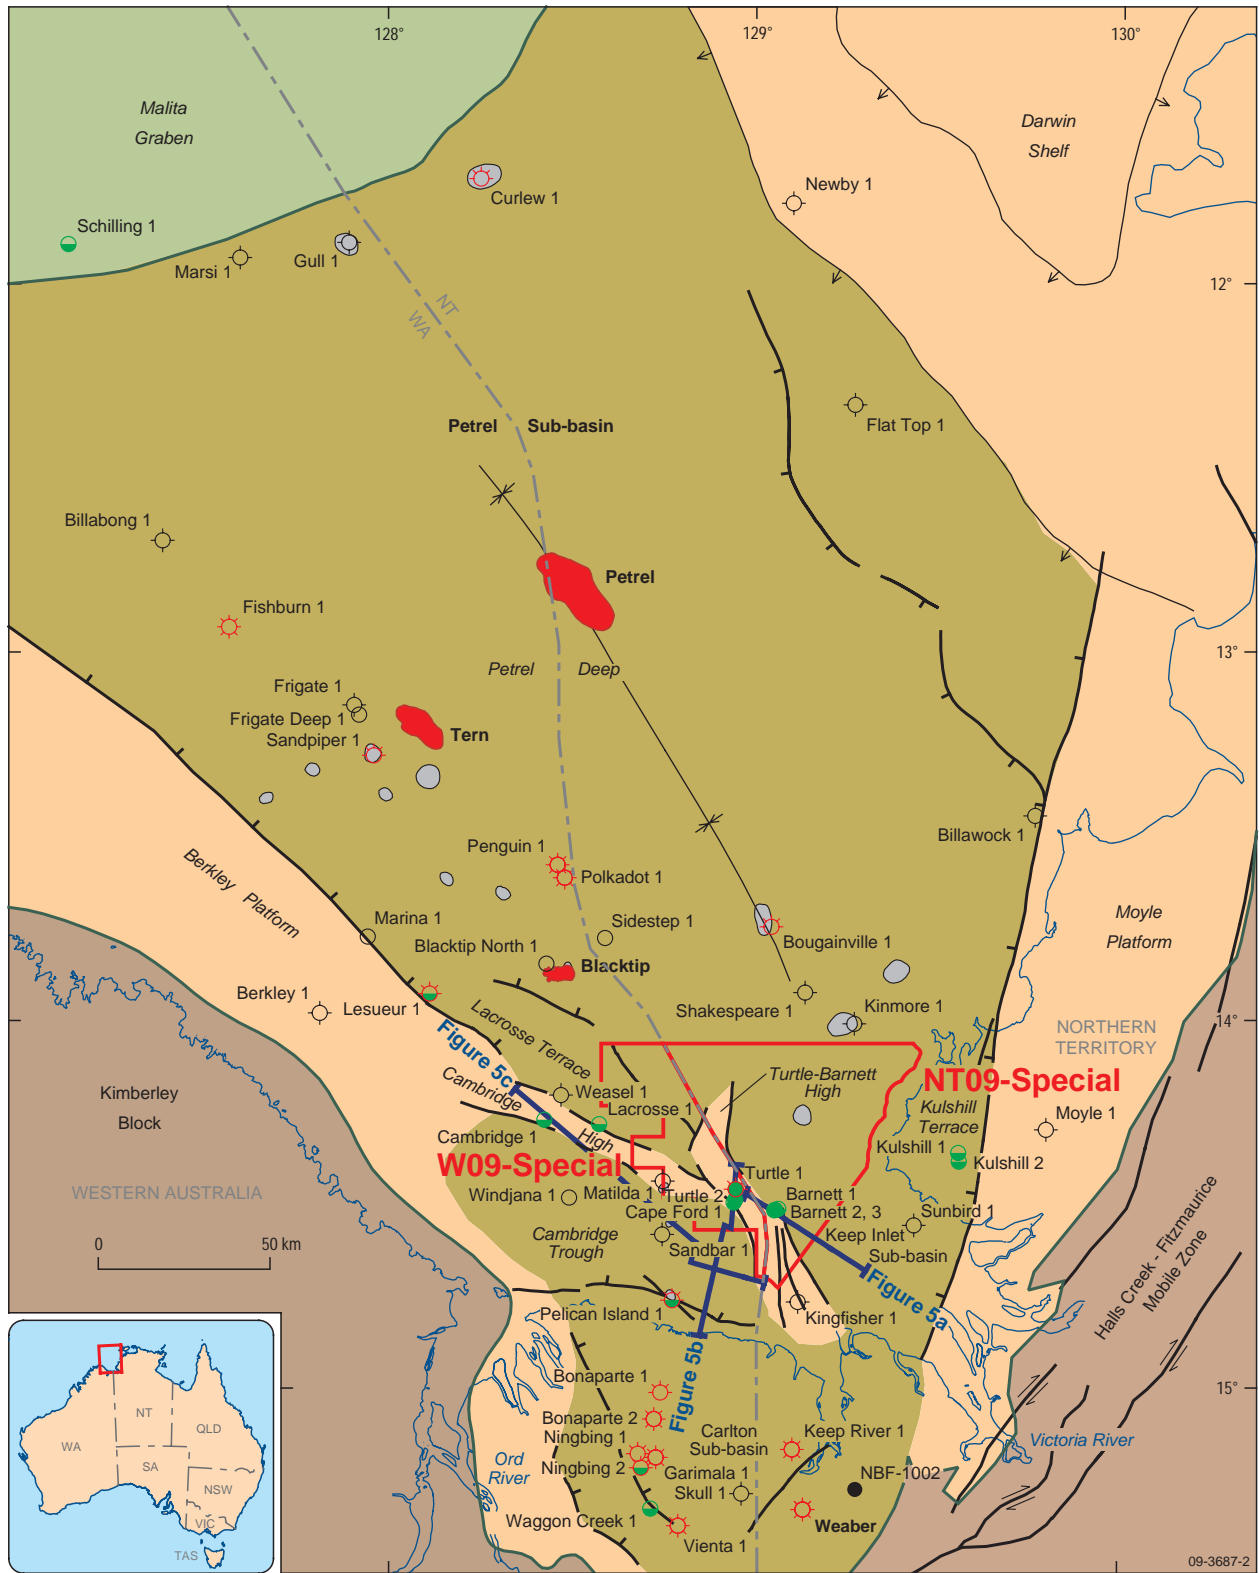 128°
129°
130°
Malita
Graben
Darwin
Shelf
Curlew 1
Newby 1
Schilling 1
Marsi 1
Gull 1
12°
NT
WA
Petrel Sub-basin
Flat Top 1
Billabong 1
Petrel
Fishburn 1
13°
Petrel Deep
Frigate 1
Frigate Deep 1
Sandpiper 1
Tern
Billawock 1
Penguin 1
Polkadot 1
Berkley Platform
Marina 1
Sidestep 1
Bougainville 1
Moyle
Platform
Blacktip North 1
Blacktip
Berkley 1
Lesueur 1
Shakespeare 1
Kinmore 1
14°
Lacrosse Terrace
NORTHERN
TERRITORY
Figure 5c
Turtle-Barnett
High
NT09-Special
Kimberley
Block
Cambridge
High
Weasel 1
Lacrosse 1
Kulshill
Terrace
Moyle 1
Cambridge 1
Kulshill 1
Kulshill 2
W09-Special
WESTERN AUSTRALIA
Windjana 1
Matilda 1
Turtle 1
Turtle 2
Barnett 1
Barnett 2, 3
Cape Ford 1
Sunbird 1
Keep Inlet
Sub-basin
0
50 km
Cambridge
Trough
Sandbar 1
Figure 5a
Halls Creek - Fitzmaurice
Mobile Zone
Pelican Island 1
Kingfisher 1
Figure 5b
Bonaparte 1
15°
Bonaparte 2
Ningbing 1
Ningbing 2
Carlton
Sub-basin
Keep River 1
Ord
River
Victoria River
Garimala 1
Skull 1
NBF-1002
Waggon Creek 1
Vienta 1
Weaber
WA
NT
QLD
SA
NSW
VIC
TAS
09-3687-2